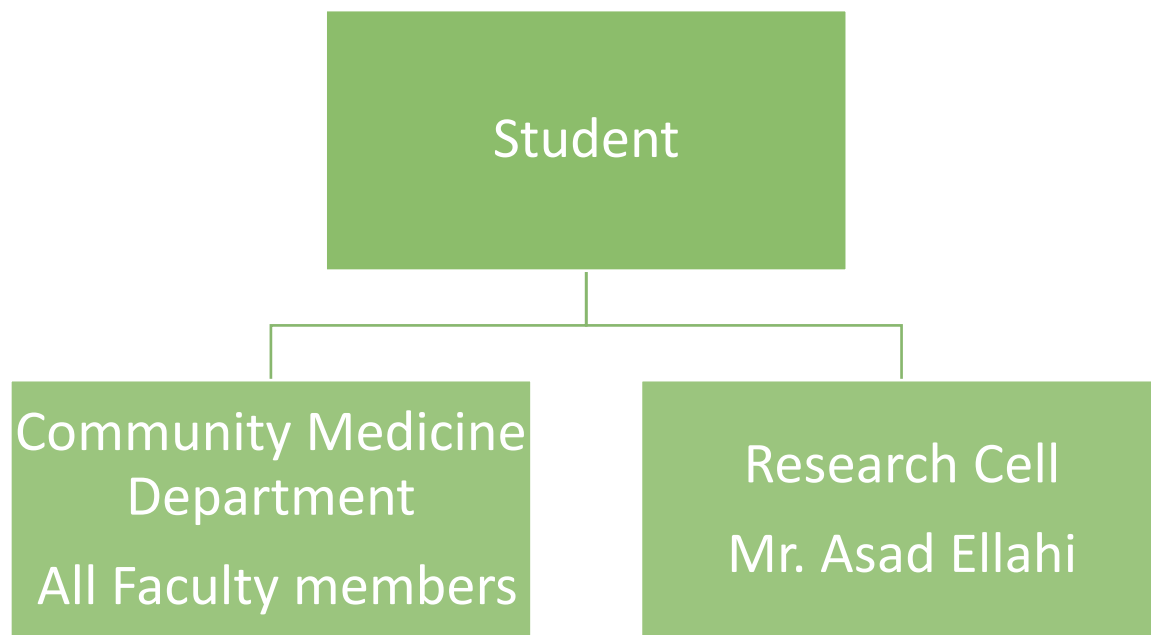 Student
Community Medicine
Department
All Faculty members
Research Cell
Mr. Asad Ellahi